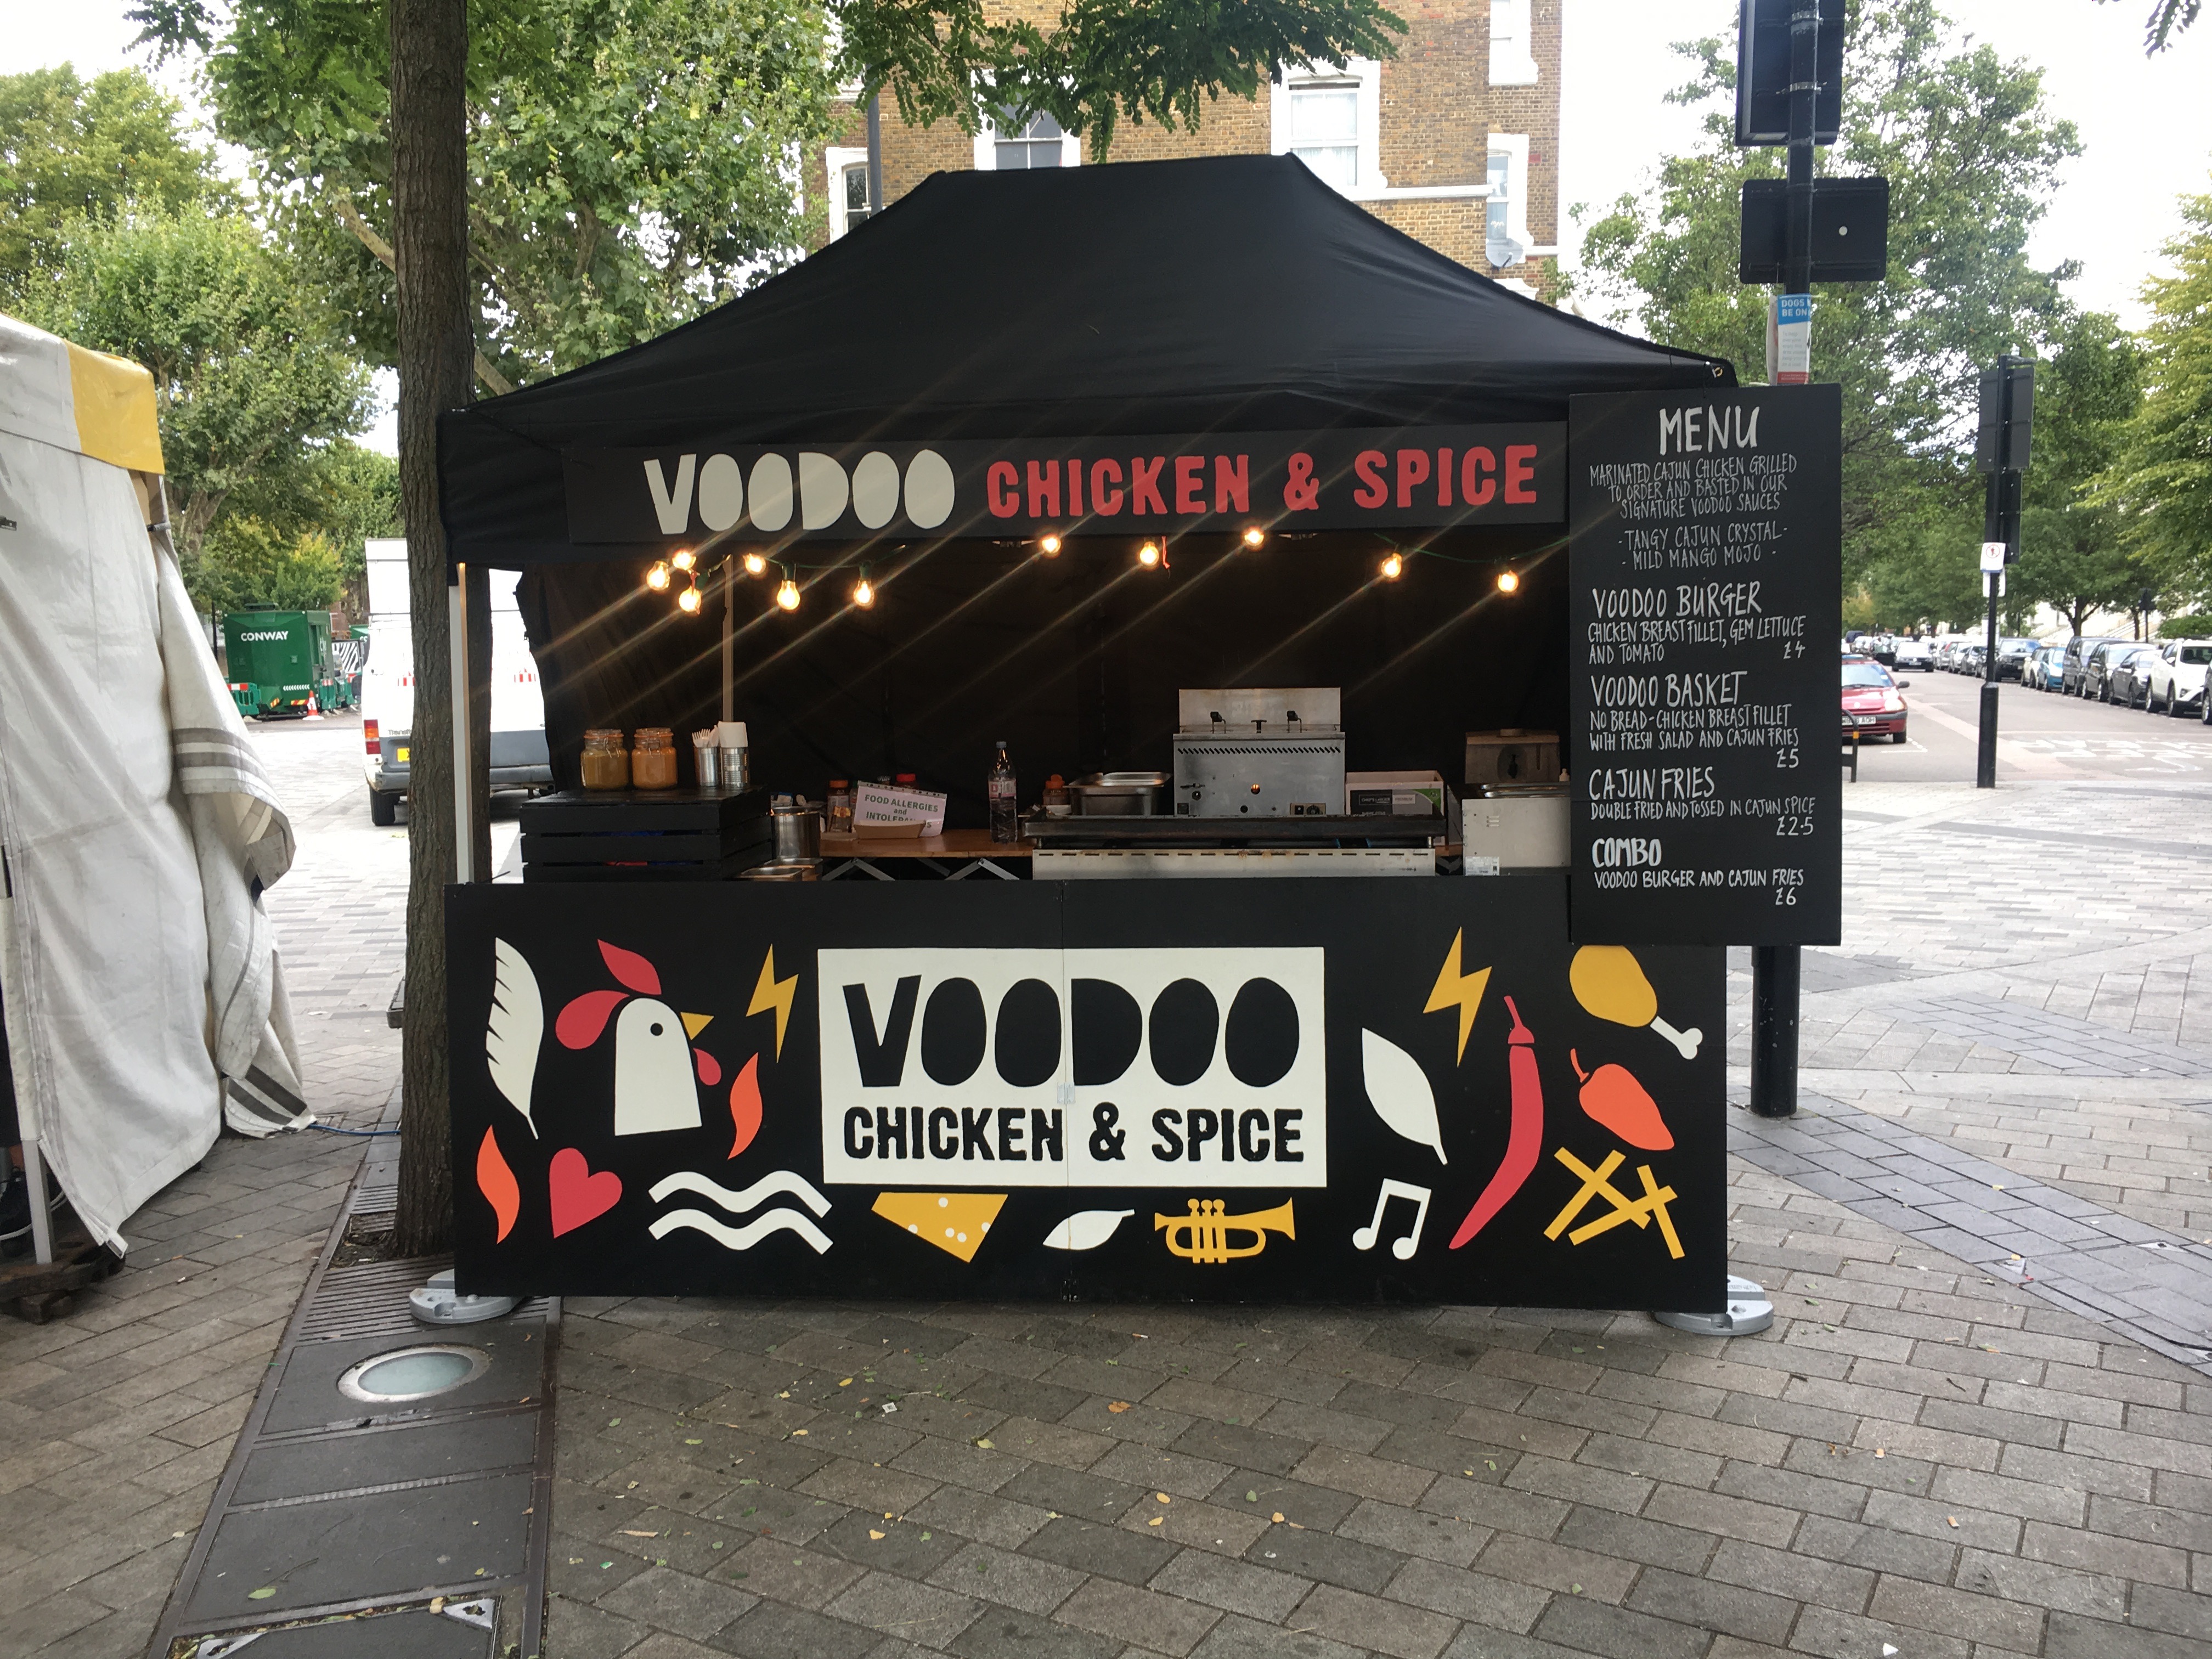 VOODOO CHICKEN & SPICE
MENU
MARINATED CAJUN CHICKEN GRILLED
TO ORDER AND BASTED IN OUR
SIGNATURE VOODOO SAUCES
- TANGY CAJUN CRYSTAL -
- MILD MANGO MOJO -
VOODOO BURGER
CHICKEN BREAST FILLET, GEM LETTUCE
AND TOMATO £4
VOODOO BASKET
NO BREAD - CHICKEN BREAST FILLET
WITH FRESH SALAD AND CAJUN FRIES
£5
CAJUN FRIES
DOUBLE FRIED AND TOSSED IN CAJUN SPICE
£2.5
COMBO
VOODOO BURGER AND CAJUN FRIES
£6
FOOD ALLERGIES
and
VOODOO
CHICKEN & SPICE
CONWAY
DOGS
BE ON